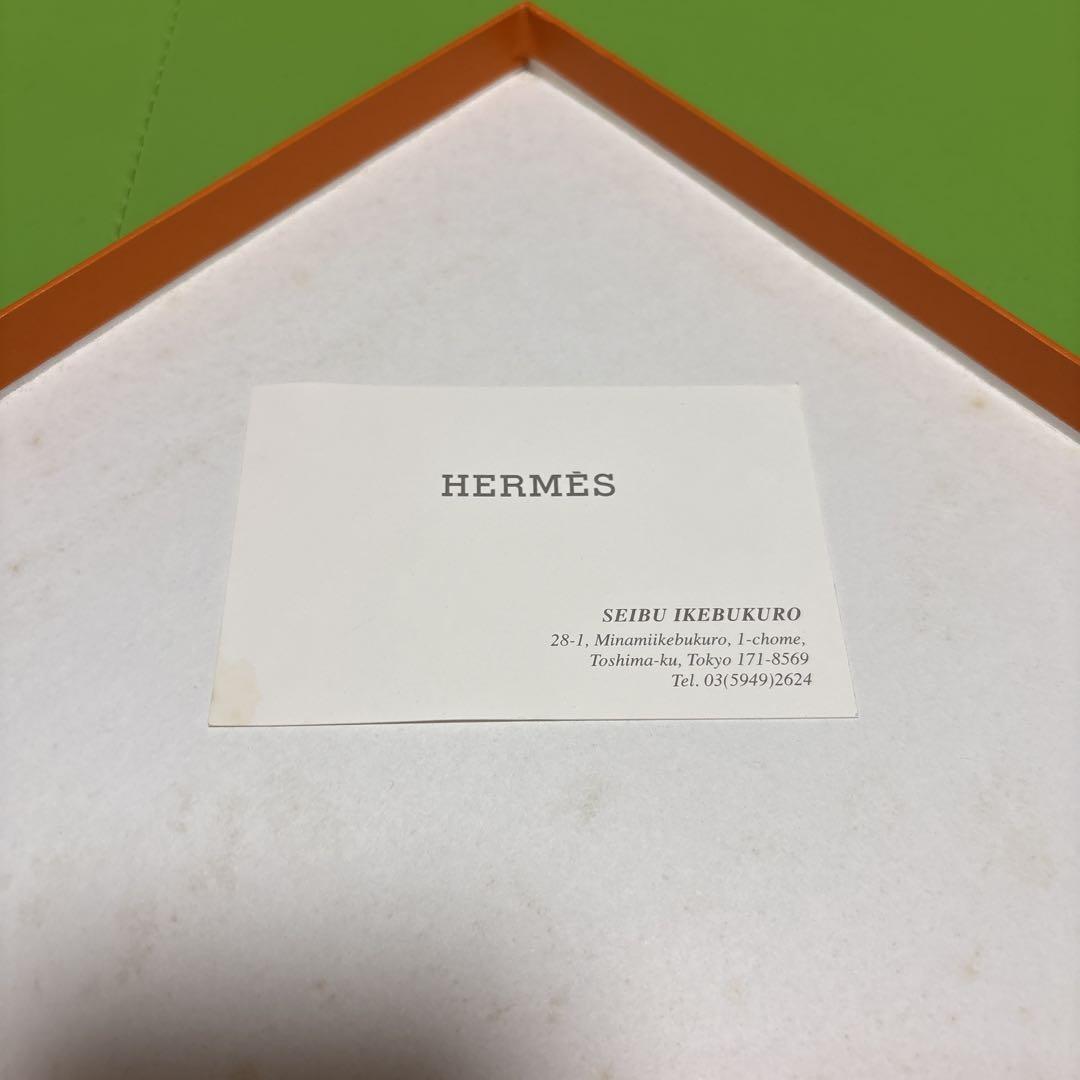 HERMÈS
SEIBU IKEBUKURO
28-1, Minamiikebukuro, 1-chome,
Toshima-ku, Tokyo 171-8569
Tel. 03(5949)2624